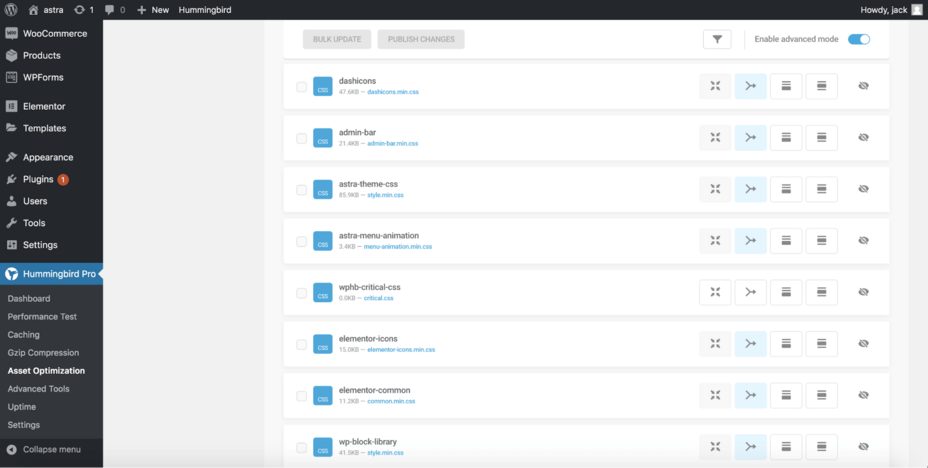 astra
1
0
New
Hummingbird
Howdy, jack
WooCommerce
Products
WPForms
Elementor
Templates
Appearance
Plugins 1
Users
Tools
Settings
Hummingbird Pro
Dashboard
Performance Test
Caching
Gzip Compression
Asset Optimization
Advanced Tools
Uptime
Settings
Collapse menu
BULK UPDATE
PUBLISH CHANGES
Enable advanced mode
CSS
dashicons
47.6KB — dashicons.min.css
CSS
admin-bar
21.4KB — admin-bar.min.css
CSS
astra-theme-css
85.9KB — style.min.css
CSS
astra-menu-animation
3.4KB — menu-animation.min.css
CSS
wphb-critical-css
0.0KB — critical.css
CSS
elementor-icons
15.0KB — elementor-icons.min.css
CSS
elementor-common
11.2KB — common.min.css
CSS
wp-block-library
41.5KB — style.min.css